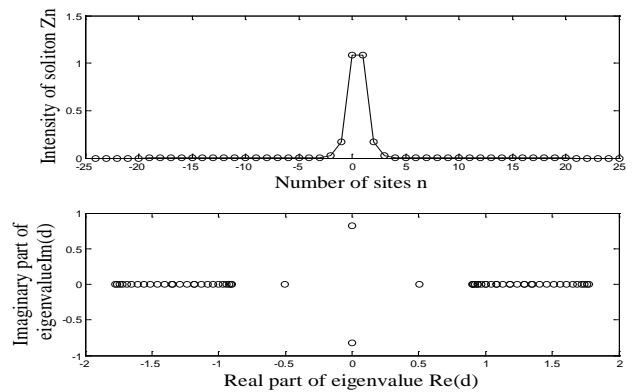 1.5
1
0.5
0
Intensity of soliton Zn
-25 -20 -15 -10 -5 0 5 10 15 20 25
Number of sites n
1
0.5
0
-0.5
-1
Imaginary part of
eigenvalueIm(d)
-2 -1.5 -1 -0.5 0 0.5 1 1.5 2
Real part of eigenvalue Re(d)